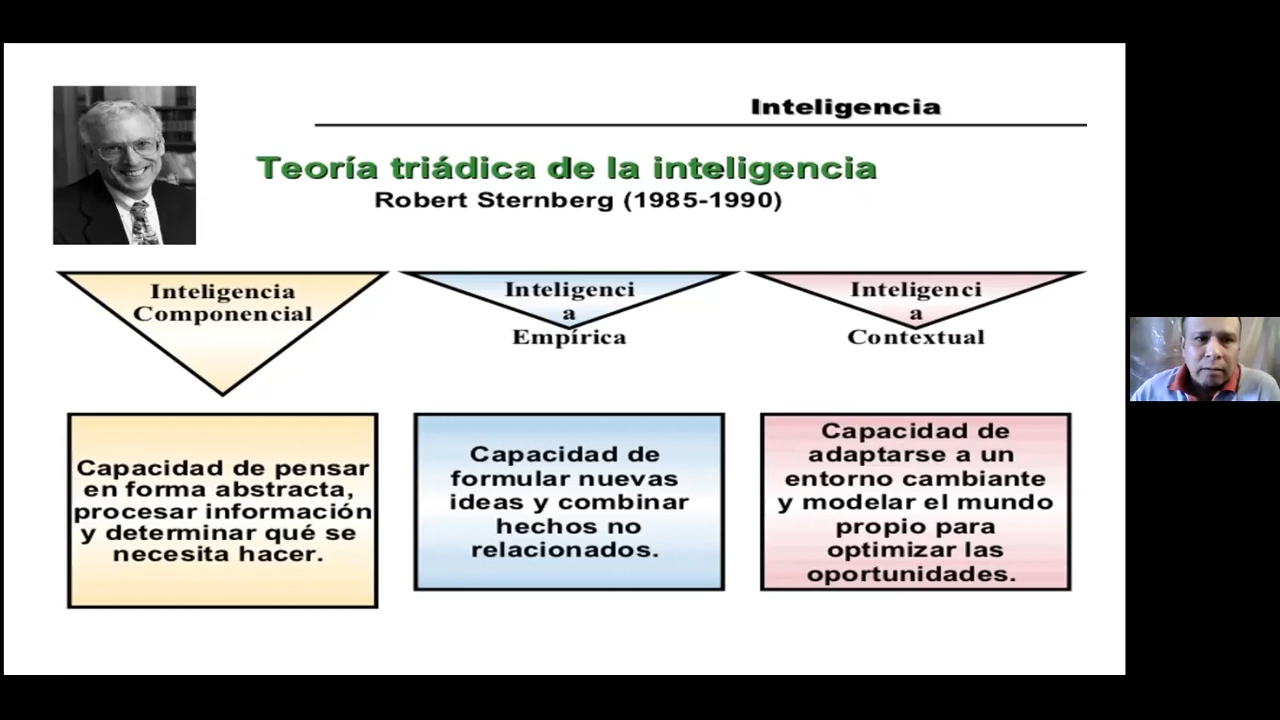 Inteligencia
Teoría triádica de la inteligencia
Robert Sternberg (1985-1990)
Inteligencia
Componencial
Inteligenci
a
Empírica
Inteligenci
a
Contextual
Capacidad de pensar
en forma abstracta,
procesar información
y determinar qué se
necesita hacer.
Capacidad de
formular nuevas
ideas y combinar
hechos no
relacionados.
Capacidad de
adaptarse a un
entorno cambiante
y modelar el mundo
propio para
optimizar las
oportunidades.